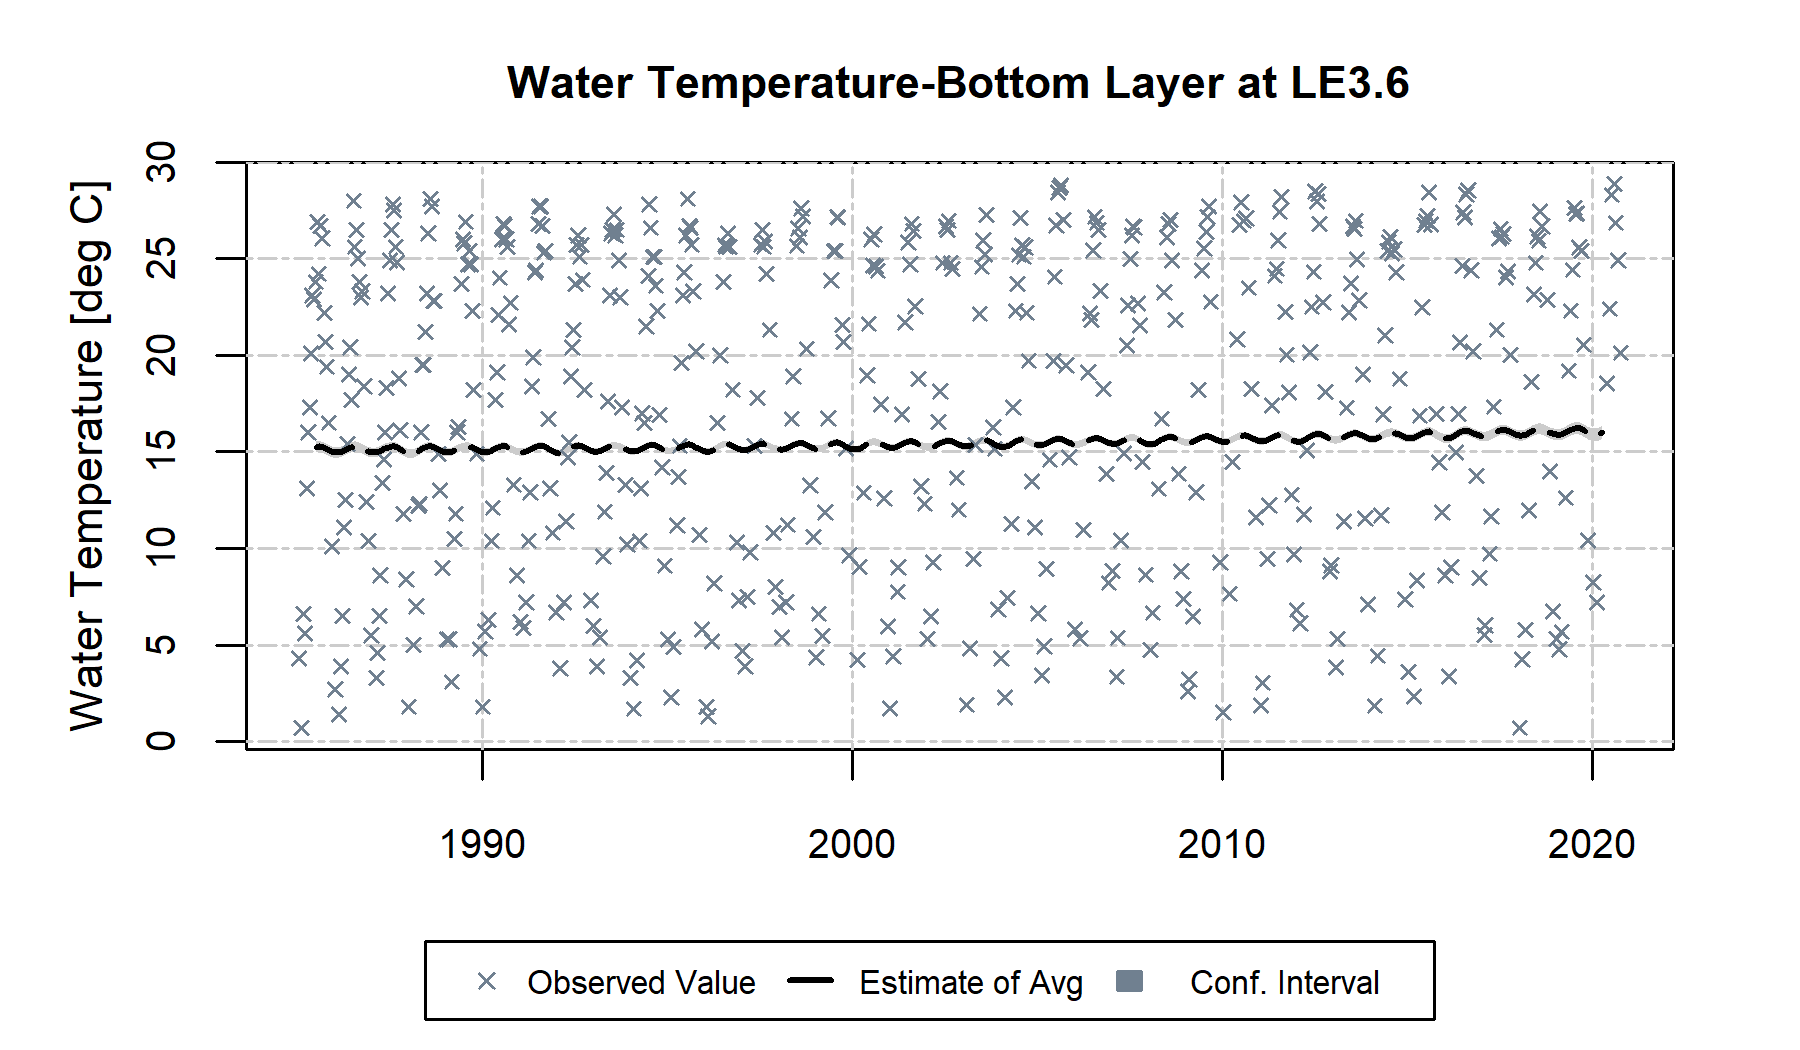 Water Temperature-Bottom Layer at LE3.6
Water Temperature [deg C]
30
25
20
15
10
5
0
1990 2000 2010 2020
Observed Value Estimate of Avg Conf. Interval